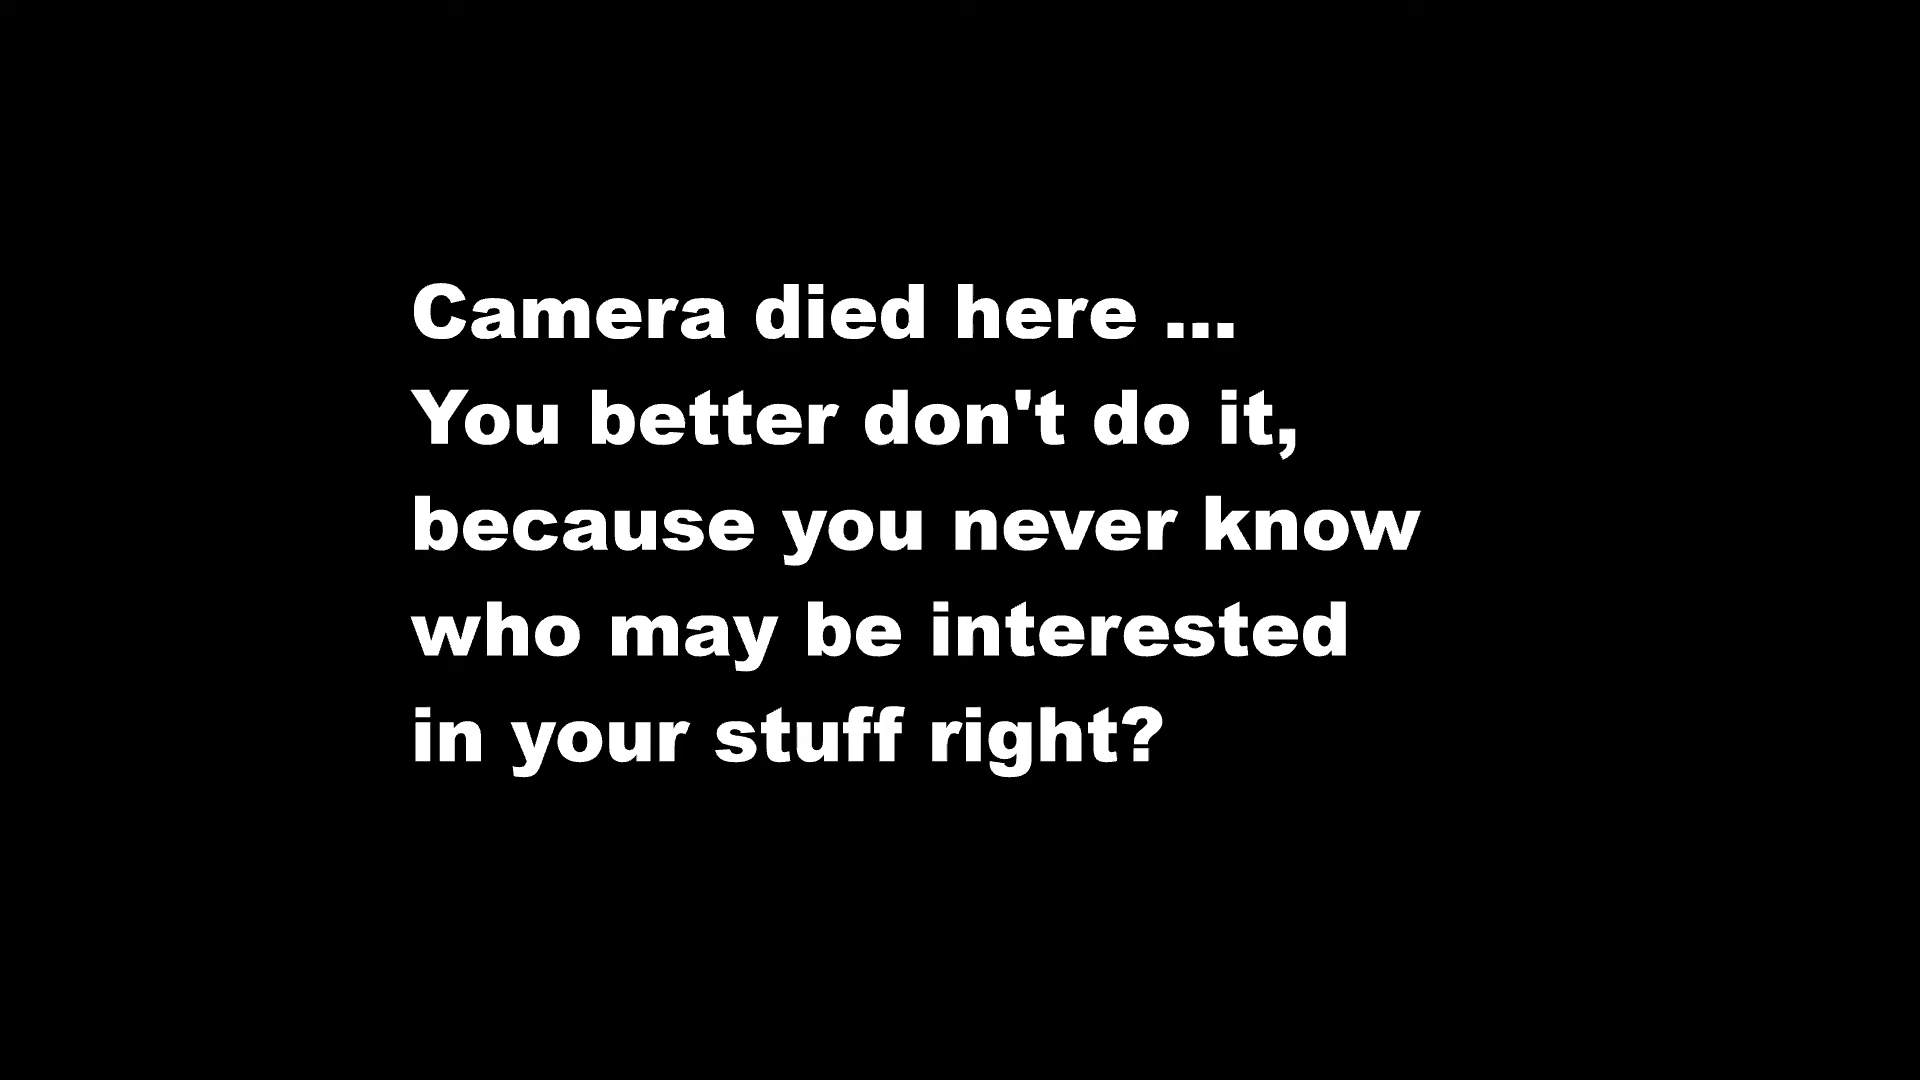 Camera died here ...
You better don't do it,
because you never know
who may be interested
in your stuff right?